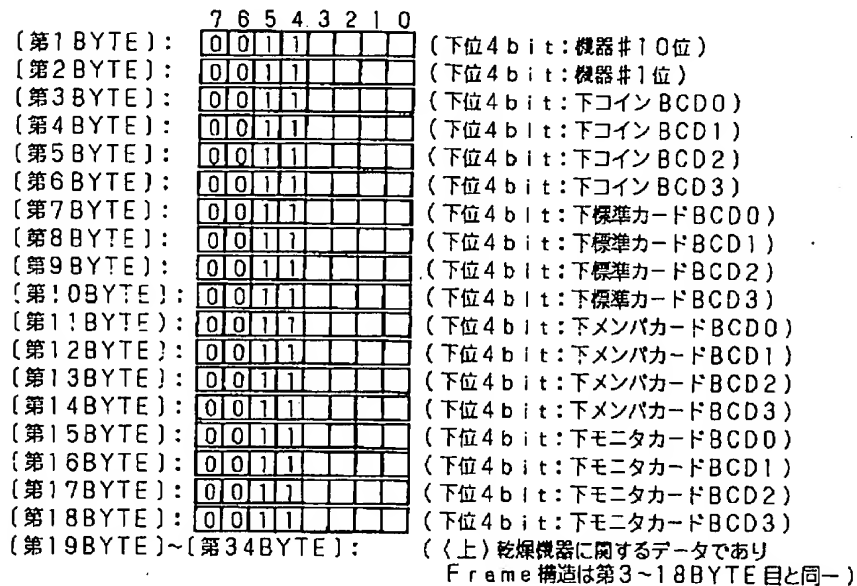 7 6 5 4 3 2 1 0
[第1BYTE]: 0 0 1 1 (下位4bit:機器#10位)
[第2BYTE]: 0 0 1 1 (下位4bit:機器#1位)
[第3BYTE]: 0 0 1 1 (下位4bit:下コインBCD0)
[第4BYTE]: 0 0 1 1 (下位4bit:下コインBCD1)
[第5BYTE]: 0 0 1 1 (下位4bit:下コインBCD2)
[第6BYTE]: 0 0 1 1 (下位4bit:下コインBCD3)
[第7BYTE]: 0 0 1 1 (下位4bit:下標準カードBCD0)
[第8BYTE]: 0 0 1 1 (下位4bit:下標準カードBCD1)
[第9BYTE]: 0 0 1 1 (下位4bit:下標準カードBCD2)
[第10BYTE]: 0 0 1 1 (下位4bit:下標準カードBCD3)
[第11BYTE): 0 0 1 1 (下位4bit:下メンバカードBCD0)
[第12BYTE]: 0 0 1 1 (下位4bit:下メンバカードBCD1)
[第13BYTE]: 0 0 1 1 (下位4bit:下メンバカードBCD2)
[第14BYTE]: 0 0 1 1 (下位4bit:下メンバカードBCD3)
[第15BYTE]: 0 0 1 1 (下位4bit:下モニタカードBCD0)
[第16BYTE]: 0 0 1 1 (下位4bit:下モニタカードBCD1)
[第17BYTE]: 0 0 1 1 (下位4bit:下モニタカードBCD2)
[第18BYTE]: 0 0 1 1 (下位4bit:下モニタカードBCD3)
[第19BYTE]~[第34BYTE]: (〈上〉乾燥機器に関するデータであり
Frame構造は第3~18BYTE目と同一)